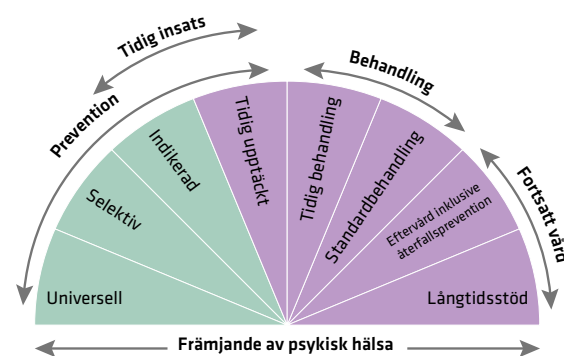 Tidig insats
Behandling
Prevention
Fortsatt vård
Universell
Selektiv
Indikerad
Tidig upptäckt
Tidig behandling
Standardbehandling
Eftervård inklusive
återfallsprevention
Långtidsstöd
Främjande av psykisk hälsa